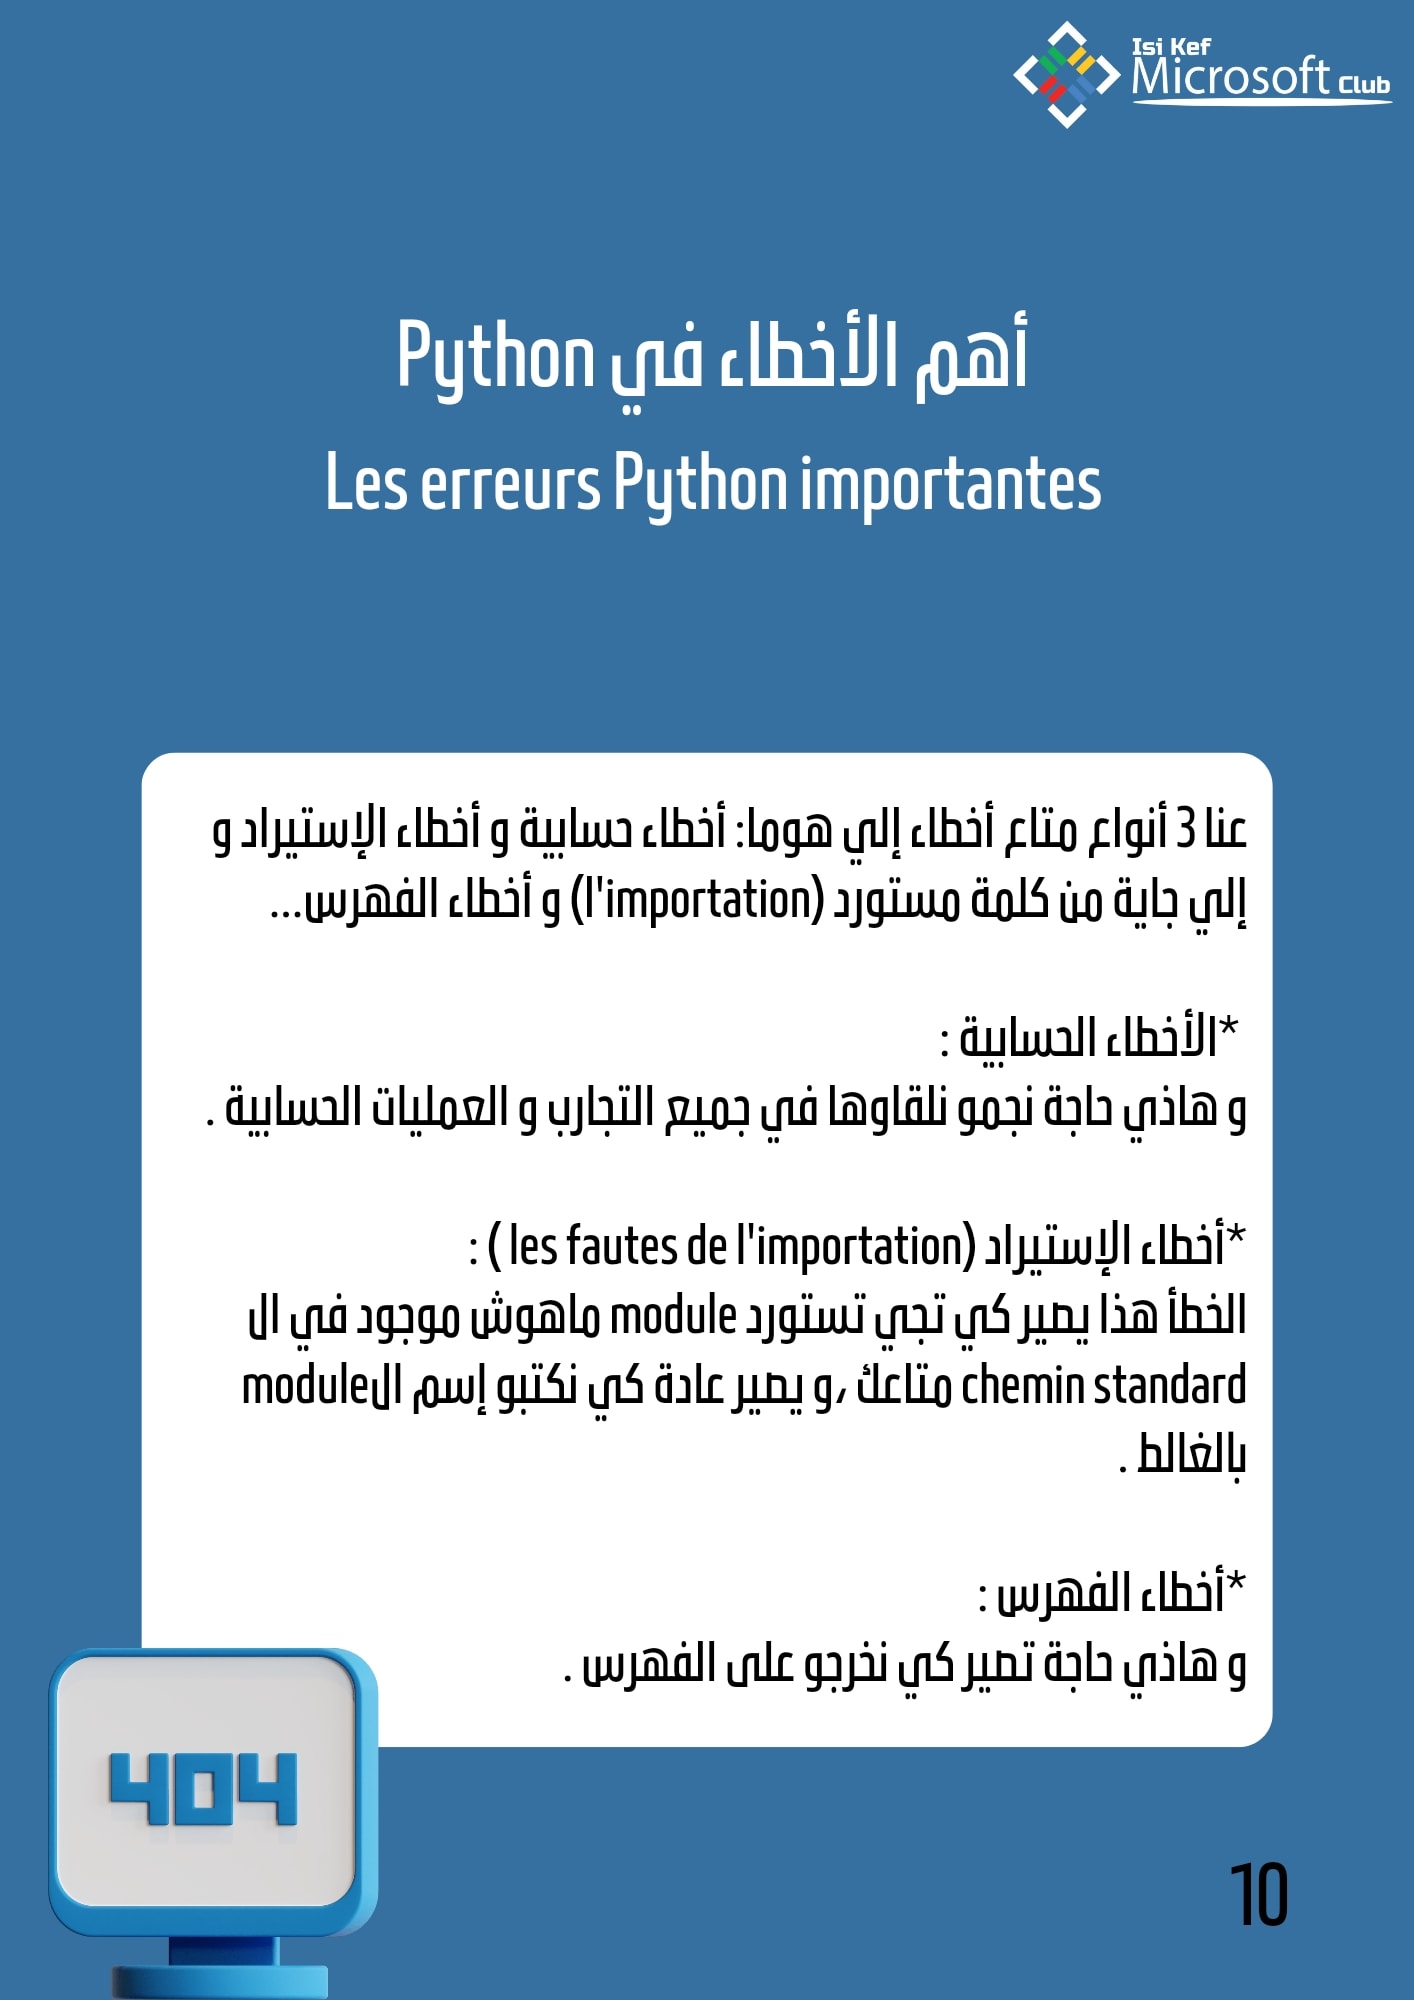 Isi Kef
Microsoft Club
أهم الأخطاء في Python
Les erreurs Python importantes
عنا 3 أنواع متاع أخطاء إلي هوما: أخطاء حسابية و أخطاء الإستيراد و
إلي جاية من كلمة مستورد (l'importation) و أخطاء الفهرس...
*الأخطاء الحسابية :
و هاذي حاجة نجمو نلقاوها في جميع التجارب و العمليات الحسابية .
*أخطاء الإستيراد (les fautes de l'importation ) :
الخطأ هذا يصير كي تجي تستورد module ماهوش موجود في ال
chemin standard متاعك ،و يصير عادة كي نكتبو إسم الmodule
بالغالط .
*أخطاء الفهرس :
و هاذي حاجة تصير كي نخرجو على الفهرس .
404
10